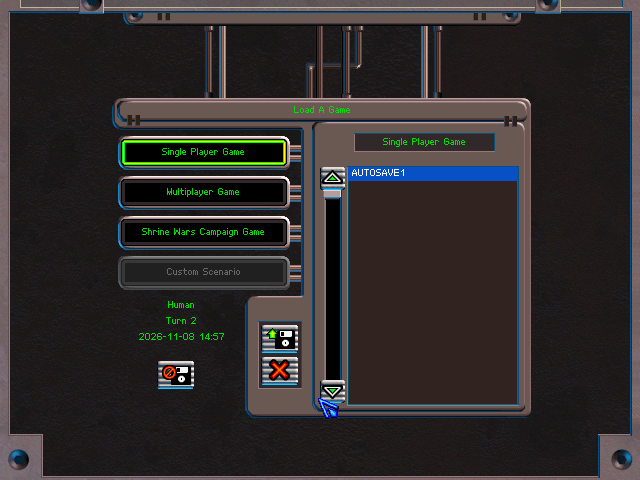 Load A Game
Single Player Game
Multiplayer Game
Shrine Wars Campaign Game
Custom Scenario
Human
Turn 2
2026-11-08 14:57
Single Player Game
AUTOSAVE1